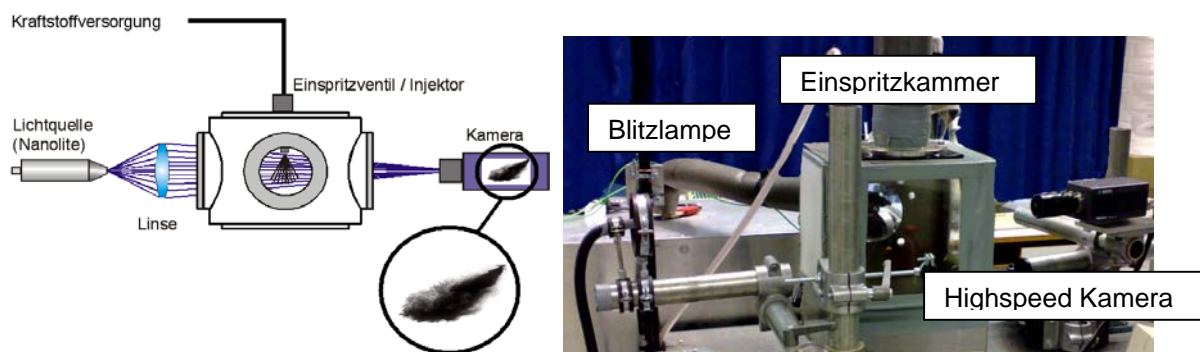 Kraftstoffversorgung
Einspritzventil / Injektor
Lichtquelle
(Nanolite)
Kamera
Linse
Einspritzkammer
Blitzlampe
Highspeed Kamera